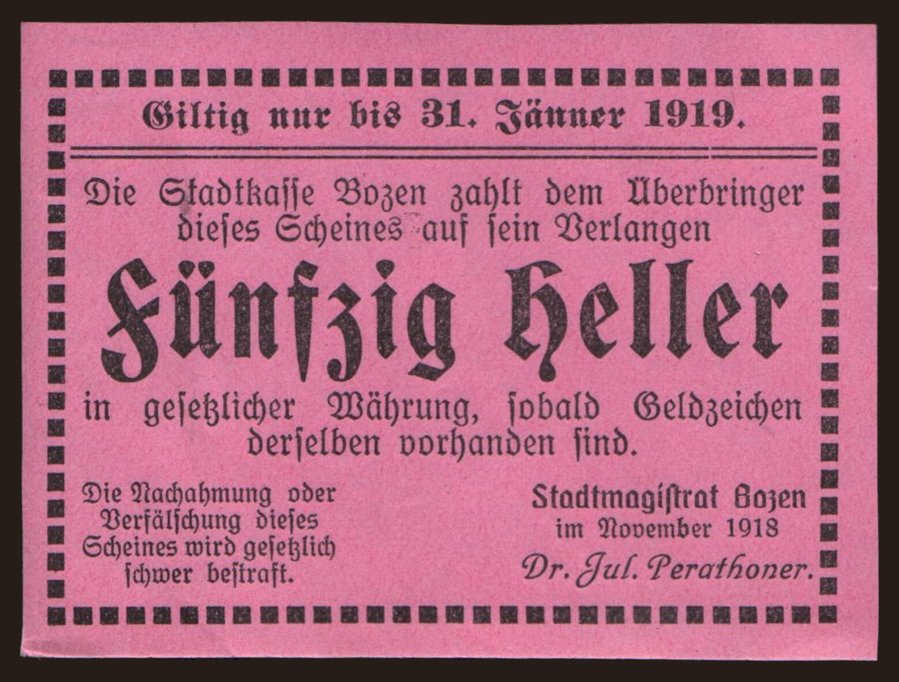 Giltig nur bis 31. Jänner 1919.
Die Stadtkasse Bozen zahlt dem Überbringer
dieses Scheines auf sein Verlangen
Fünfzig Heller
in gesetzlicher Währung, sobald Geldzeichen
derselben vorhanden sind.
Die Nachahmung oder
Verfälschung dieses
Scheines wird gesetzlich
schwer bestraft.
Stadtmagistrat Bozen
im November 1918
Dr. Jul. Perathoner.